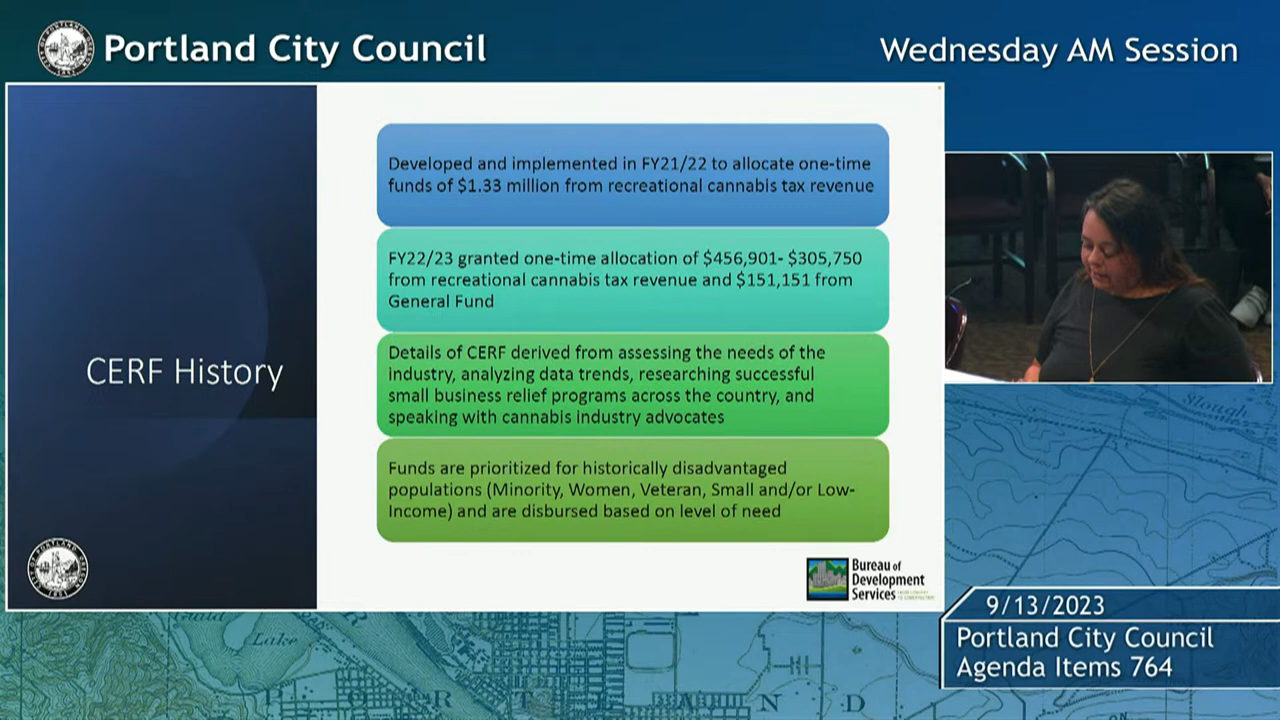 Portland City Council
Wednesday AM Session
CERF History
Developed and implemented in FY21/22 to allocate one-time
funds of $1.33 million from recreational cannabis tax revenue
FY22/23 granted one-time allocation of $456,901- $305,750
from recreational cannabis tax revenue and $151,151 from
General Fund
Details of CERF derived from assessing the needs of the
industry, analyzing data trends, researching successful
small business relief programs across the country, and
speaking with cannabis industry advocates
Funds are prioritized for historically disadvantaged
populations (Minority, Women, Veteran, Small and/or Low-
Income) and are disbursed based on level of need
Bureau of
Development
Services
9/13/2023
Portland City Council
Agenda Items 764
Slough
Guild
Lake
R T L A N D